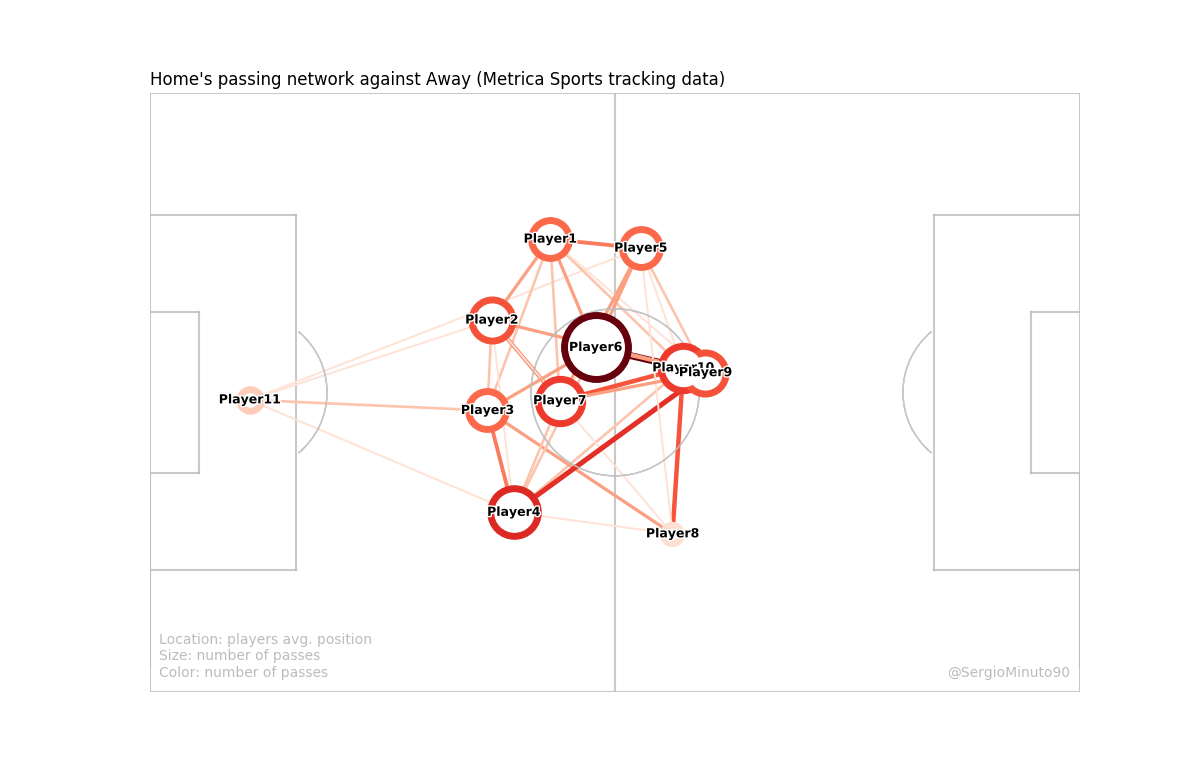 Home's passing network against Away (Metrica Sports tracking data)
Player1
Player5
Player2
Player6
Player10
Player9
Player11
Player7
Player3
Player4
Player8
Location: players avg. position
Size: number of passes
Color: number of passes
@SergioMinuto90